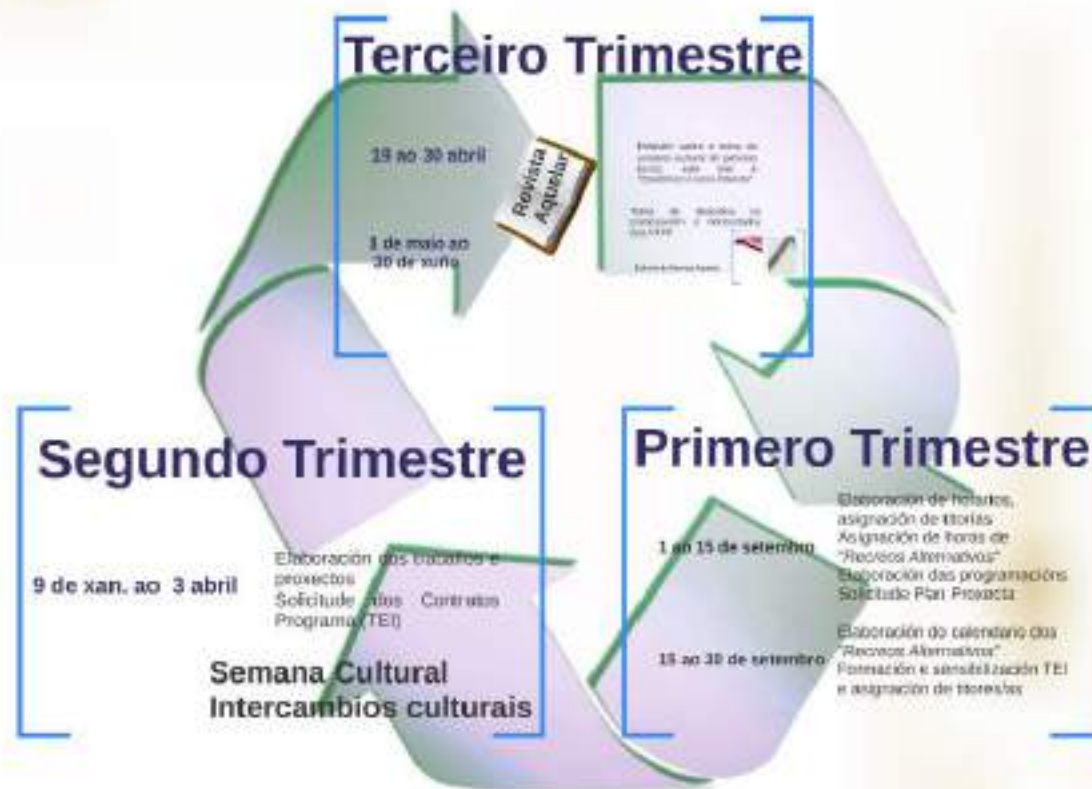 Terceiro Trimestre
19 ao 30 abril
1 de maio ao
30 de xuño
Revista
Aquelar
Segundo Trimestre
9 de xan. ao 3 abril
Elaboración dos traballos e
proxectos
Solicitude dos Contratos
Programa (TEI)
Semana Cultural
Intercambios culturais
Primero Trimestre
1 ao 15 de setembro
Elaboración de horarios,
asignación de titorías
Asignación de horas de
"Recreos Alternativos"
Elaboración das programacións
Solicitude Plan Proxecta
15 ao 30 de setembro
Elaboración do calendario dos
"Recreos Alternativos"
Formación e sensibilización TEI
e asignación de titores/as